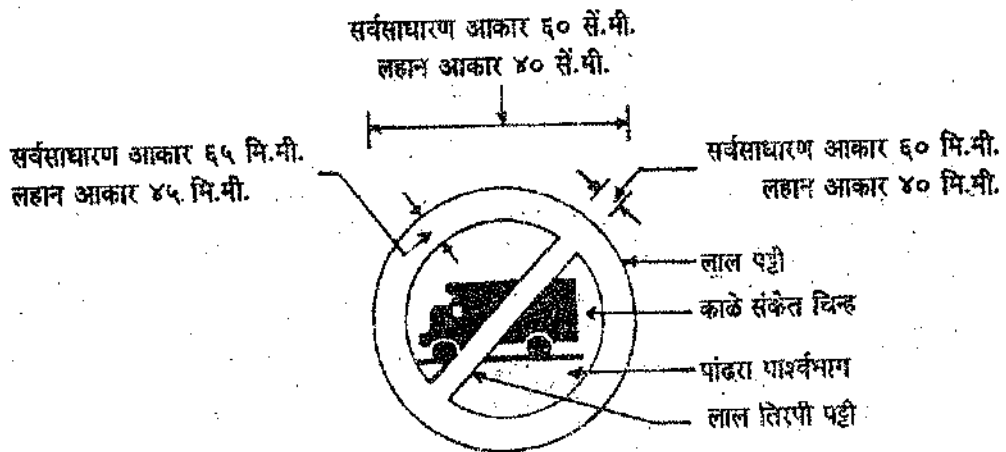 सर्वसाधारण आकार ६० सें.मी.
लहान आकार ४० सें.मी.
सर्वसाधारण आकार ६५ मि.मी.
लहान आकार ४५ मि.मी.
सर्वसाधारण आकार ६० मि.मी.
लहान आकार ४० मि.मी.
लाल पट्टी
काळे संकेत चिन्ह
पांढरा पार्श्वभाग
लाल तिरपी पट्टी